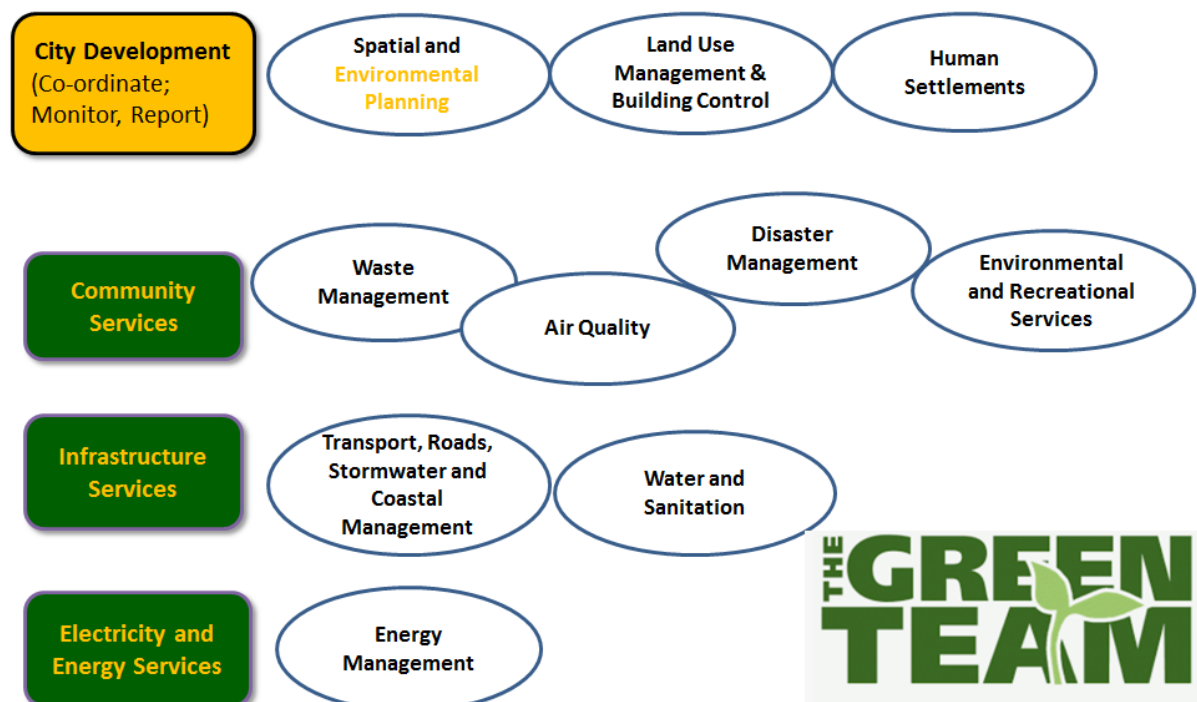 City Development
(Co-ordinate;
Monitor, Report)
Spatial and
Environmental
Planning
Land Use
Management &
Building Control
Human
Settlements
Community
Services
Waste
Management
Air Quality
Disaster
Management
Environmental
and Recreational
Services
Infrastructure
Services
Transport, Roads,
Stormwater and
Coastal
Management
Water and
Sanitation
Electricity and
Energy Services
Energy
Management
THE
GREEN
TEAM